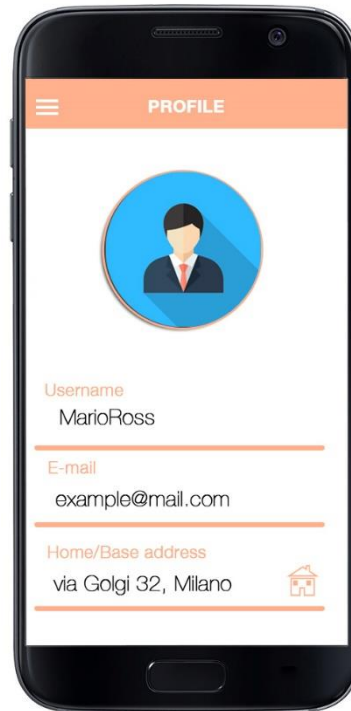 PROFILE
Username
MarioRoss
E-mail
example@mail.com
Home/Base address
via Golgi 32, Milano